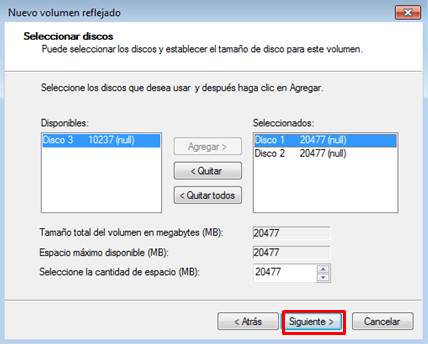 Nuevo volumen reflejado
Seleccionar discos
Puede seleccionar los discos y establecer el tamaño de disco para este volumen.
Seleccione los discos que desea usar y después haga clic en Agregar.
Disponibles:
Disco 3 10237 (null)
Agregar >
< Quitar
< Quitar todos
Seleccionados:
Disco 1 20477 (null)
Disco 2 20477 (null)
Tamaño total del volumen en megabytes (MB): 20477
Espacio máximo disponible (MB): 20477
Seleccione la cantidad de espacio (MB): 20477
< Atrás Siguiente > Cancelar